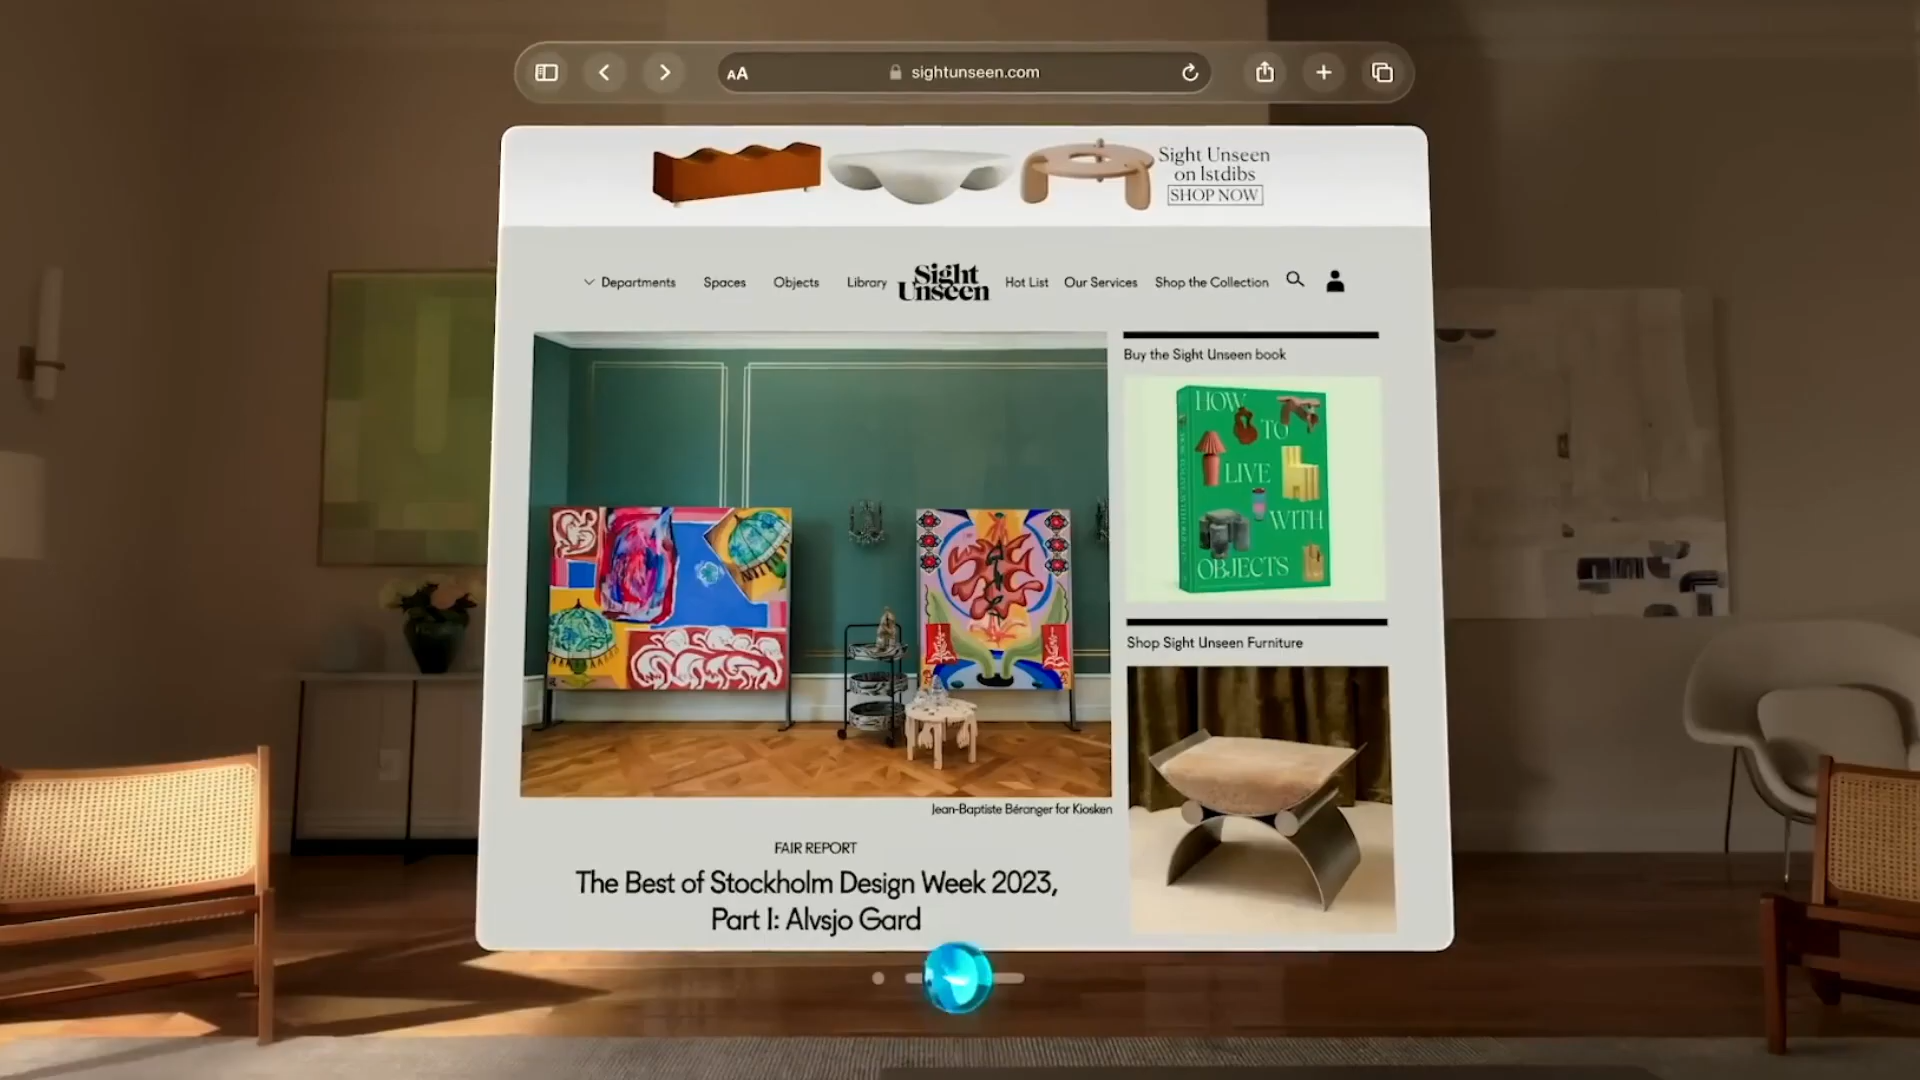 AA
sightunseen.com
Sight Unseen
on 1stdibs
SHOP NOW
Departments
Spaces
Objects
Library
Sight
Unseen
Hot List
Our Services
Shop the Collection
Buy the Sight Unseen book
HOW
TO
LIVE
WITH
OBJECTS
Jean-Baptiste Béranger for Kiosken
Shop Sight Unseen Furniture
FAIR REPORT
The Best of Stockholm Design Week 2023,
Part I: Alvsjo Gard